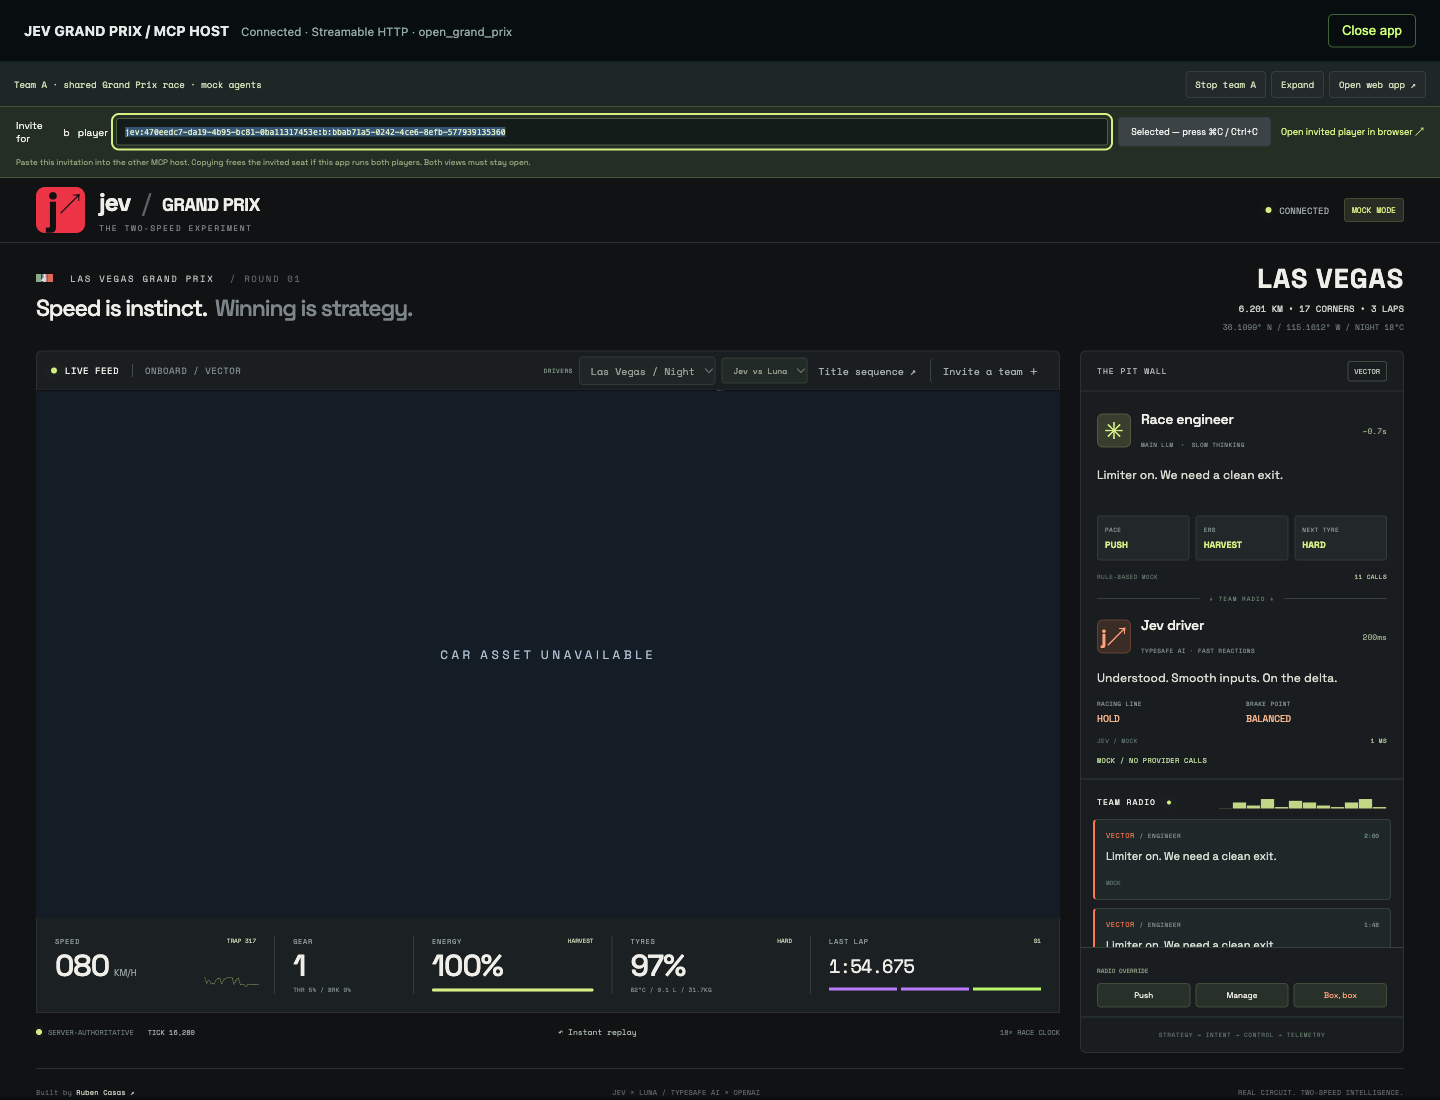 JEV GRAND PRIX / MCP HOST Connected · Streamable HTTP · open_grand_prix Close app
Team A · shared Grand Prix race · mock agents Stop team A Expand Open web app ↗
Invite for b player jev:470eedc7-da19-4b95-bc81-0ba11317453e:b:bbab71a5-0242-4ce6-8efb-577939135360 Selected — press ⌘C / Ctrl+C Open invited player in browser ↗
Paste this invitation into the other MCP host. Copying frees the invited seat if this app runs both players. Both views must stay open.
j↗ jev / GRAND PRIX
THE TWO-SPEED EXPERIMENT
CONNECTED MOCK MODE
LAS VEGAS GRAND PRIX / ROUND 01
Speed is instinct. Winning is strategy.
LAS VEGAS
6.201 KM • 17 CORNERS • 3 LAPS
36.1099° N / 115.1612° W / NIGHT 18°C
LIVE FEED ONBOARD / VECTOR DRIVERS Las Vegas / Night Jev vs Luna Title sequence ↗ Invite a team +
CAR ASSET UNAVAILABLE
SPEED TRAP 317
080 KM/H
GEAR
1
THR 5% / BRK 0%
ENERGY HARVEST
100%
TYRES HARD
97%
82°C / 0.1 L / 31.7KG
LAST LAP S1
1:54.675
SERVER-AUTHORITATIVE TICK 16,280 ↶ Instant replay 18× RACE CLOCK
THE PIT WALL VECTOR
Race engineer
MAIN LLM · SLOW THINKING
~0.7s
Limiter on. We need a clean exit.
PACE
PUSH
ERS
HARVEST
NEXT TYRE
HARD
RULE-BASED MOCK 11 CALLS
TEAM RADIO
j↗ Jev driver
TYPESAFE AI · FAST REACTIONS
200ms
Understood. Smooth inputs. On the delta.
RACING LINE
HOLD
BRAKE POINT
BALANCED
JEV / MOCK 1 MS
MOCK / NO PROVIDER CALLS
TEAM RADIO
VECTOR / ENGINEER 2:00
Limiter on. We need a clean exit.
MOCK
VECTOR / ENGINEER 1:48
Limiter on. We need a clean exit.
RADIO OVERRIDE
Push Manage Box, box
STRATEGY → INTENT → CONTROL → TELEMETRY
Built by Ruben Casas ↗ JEV × LUNA / TYPESAFE AI × OPENAI REAL CIRCUIT. TWO-SPEED INTELLIGENCE.